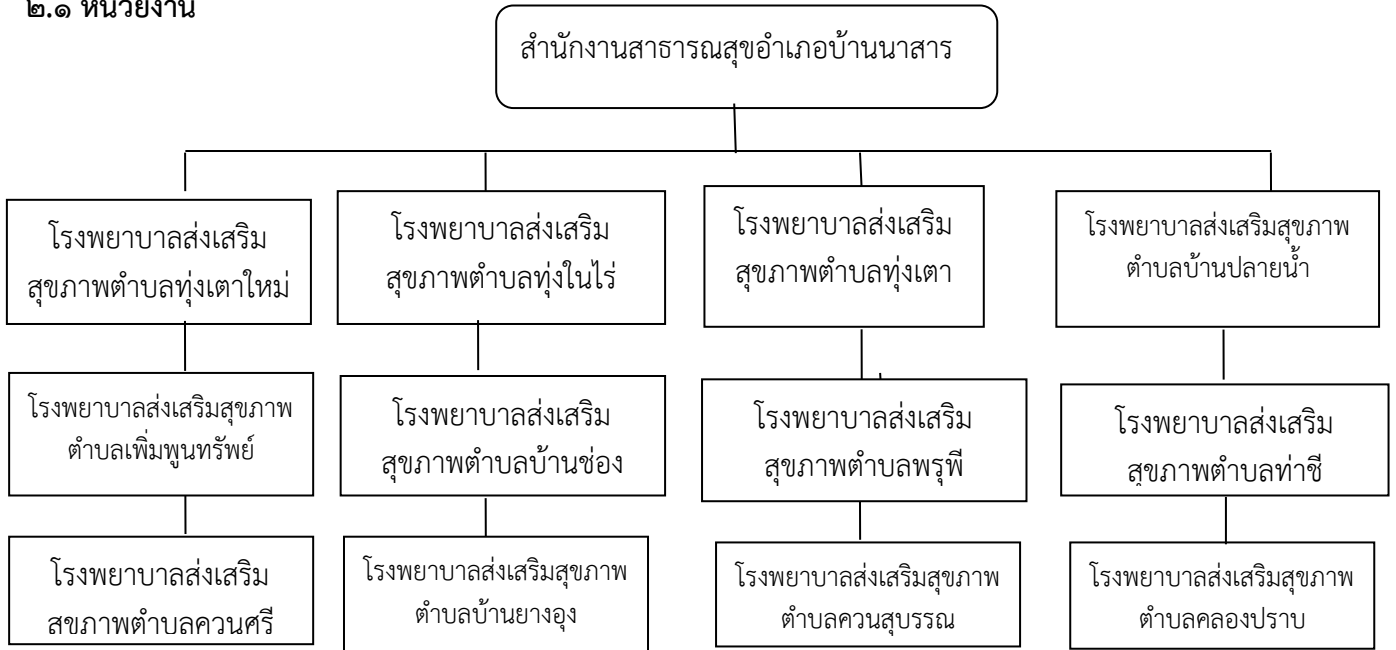 ๒.๑ หน่วยงาน
สำนักงานสาธารณสุขอำเภอบ้านนาสาร
โรงพยาบาลส่งเสริม
สุขภาพตำบลทุ่งเตาใหม่
โรงพยาบาลส่งเสริม
สุขภาพตำบลทุ่งในไร่
โรงพยาบาลส่งเสริม
สุขภาพตำบลทุ่งเตา
โรงพยาบาลส่งเสริมสุขภาพ
ตำบลบ้านปลายน้ำ
โรงพยาบาลส่งเสริมสุขภาพ
ตำบลเพิ่มพูนทรัพย์
โรงพยาบาลส่งเสริม
สุขภาพตำบลบ้านช่อง
โรงพยาบาลส่งเสริม
สุขภาพตำบลพรุพี
โรงพยาบาลส่งเสริม
สุขภาพตำบลท่าชี
โรงพยาบาลส่งเสริม
สุขภาพตำบลควนศรี
โรงพยาบาลส่งเสริมสุขภาพ
ตำบลบ้านยางอุง
โรงพยาบาลส่งเสริมสุขภาพ
ตำบลควนสุบรรณ
โรงพยาบาลส่งเสริมสุขภาพ
ตำบลคลองปราบ